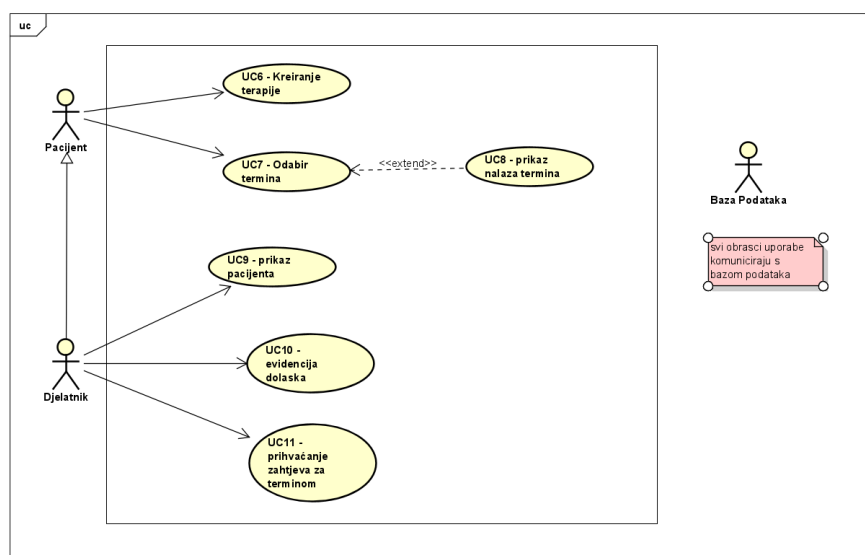 uc
UC6 - Kreiranje
terapije
Pacijent
UC7 - Odabir
termina
<<extend>>
UC8 - prikaz
nalaza termina
Baza Podataka
svi obrasci uporabe
komuniciraju s
bazom podataka
UC9 - prikaz
pacijenta
UC10 -
evidencija
dolaska
Djelatnik
UC11 -
prihvaćanje
zahtjeva za
terminom